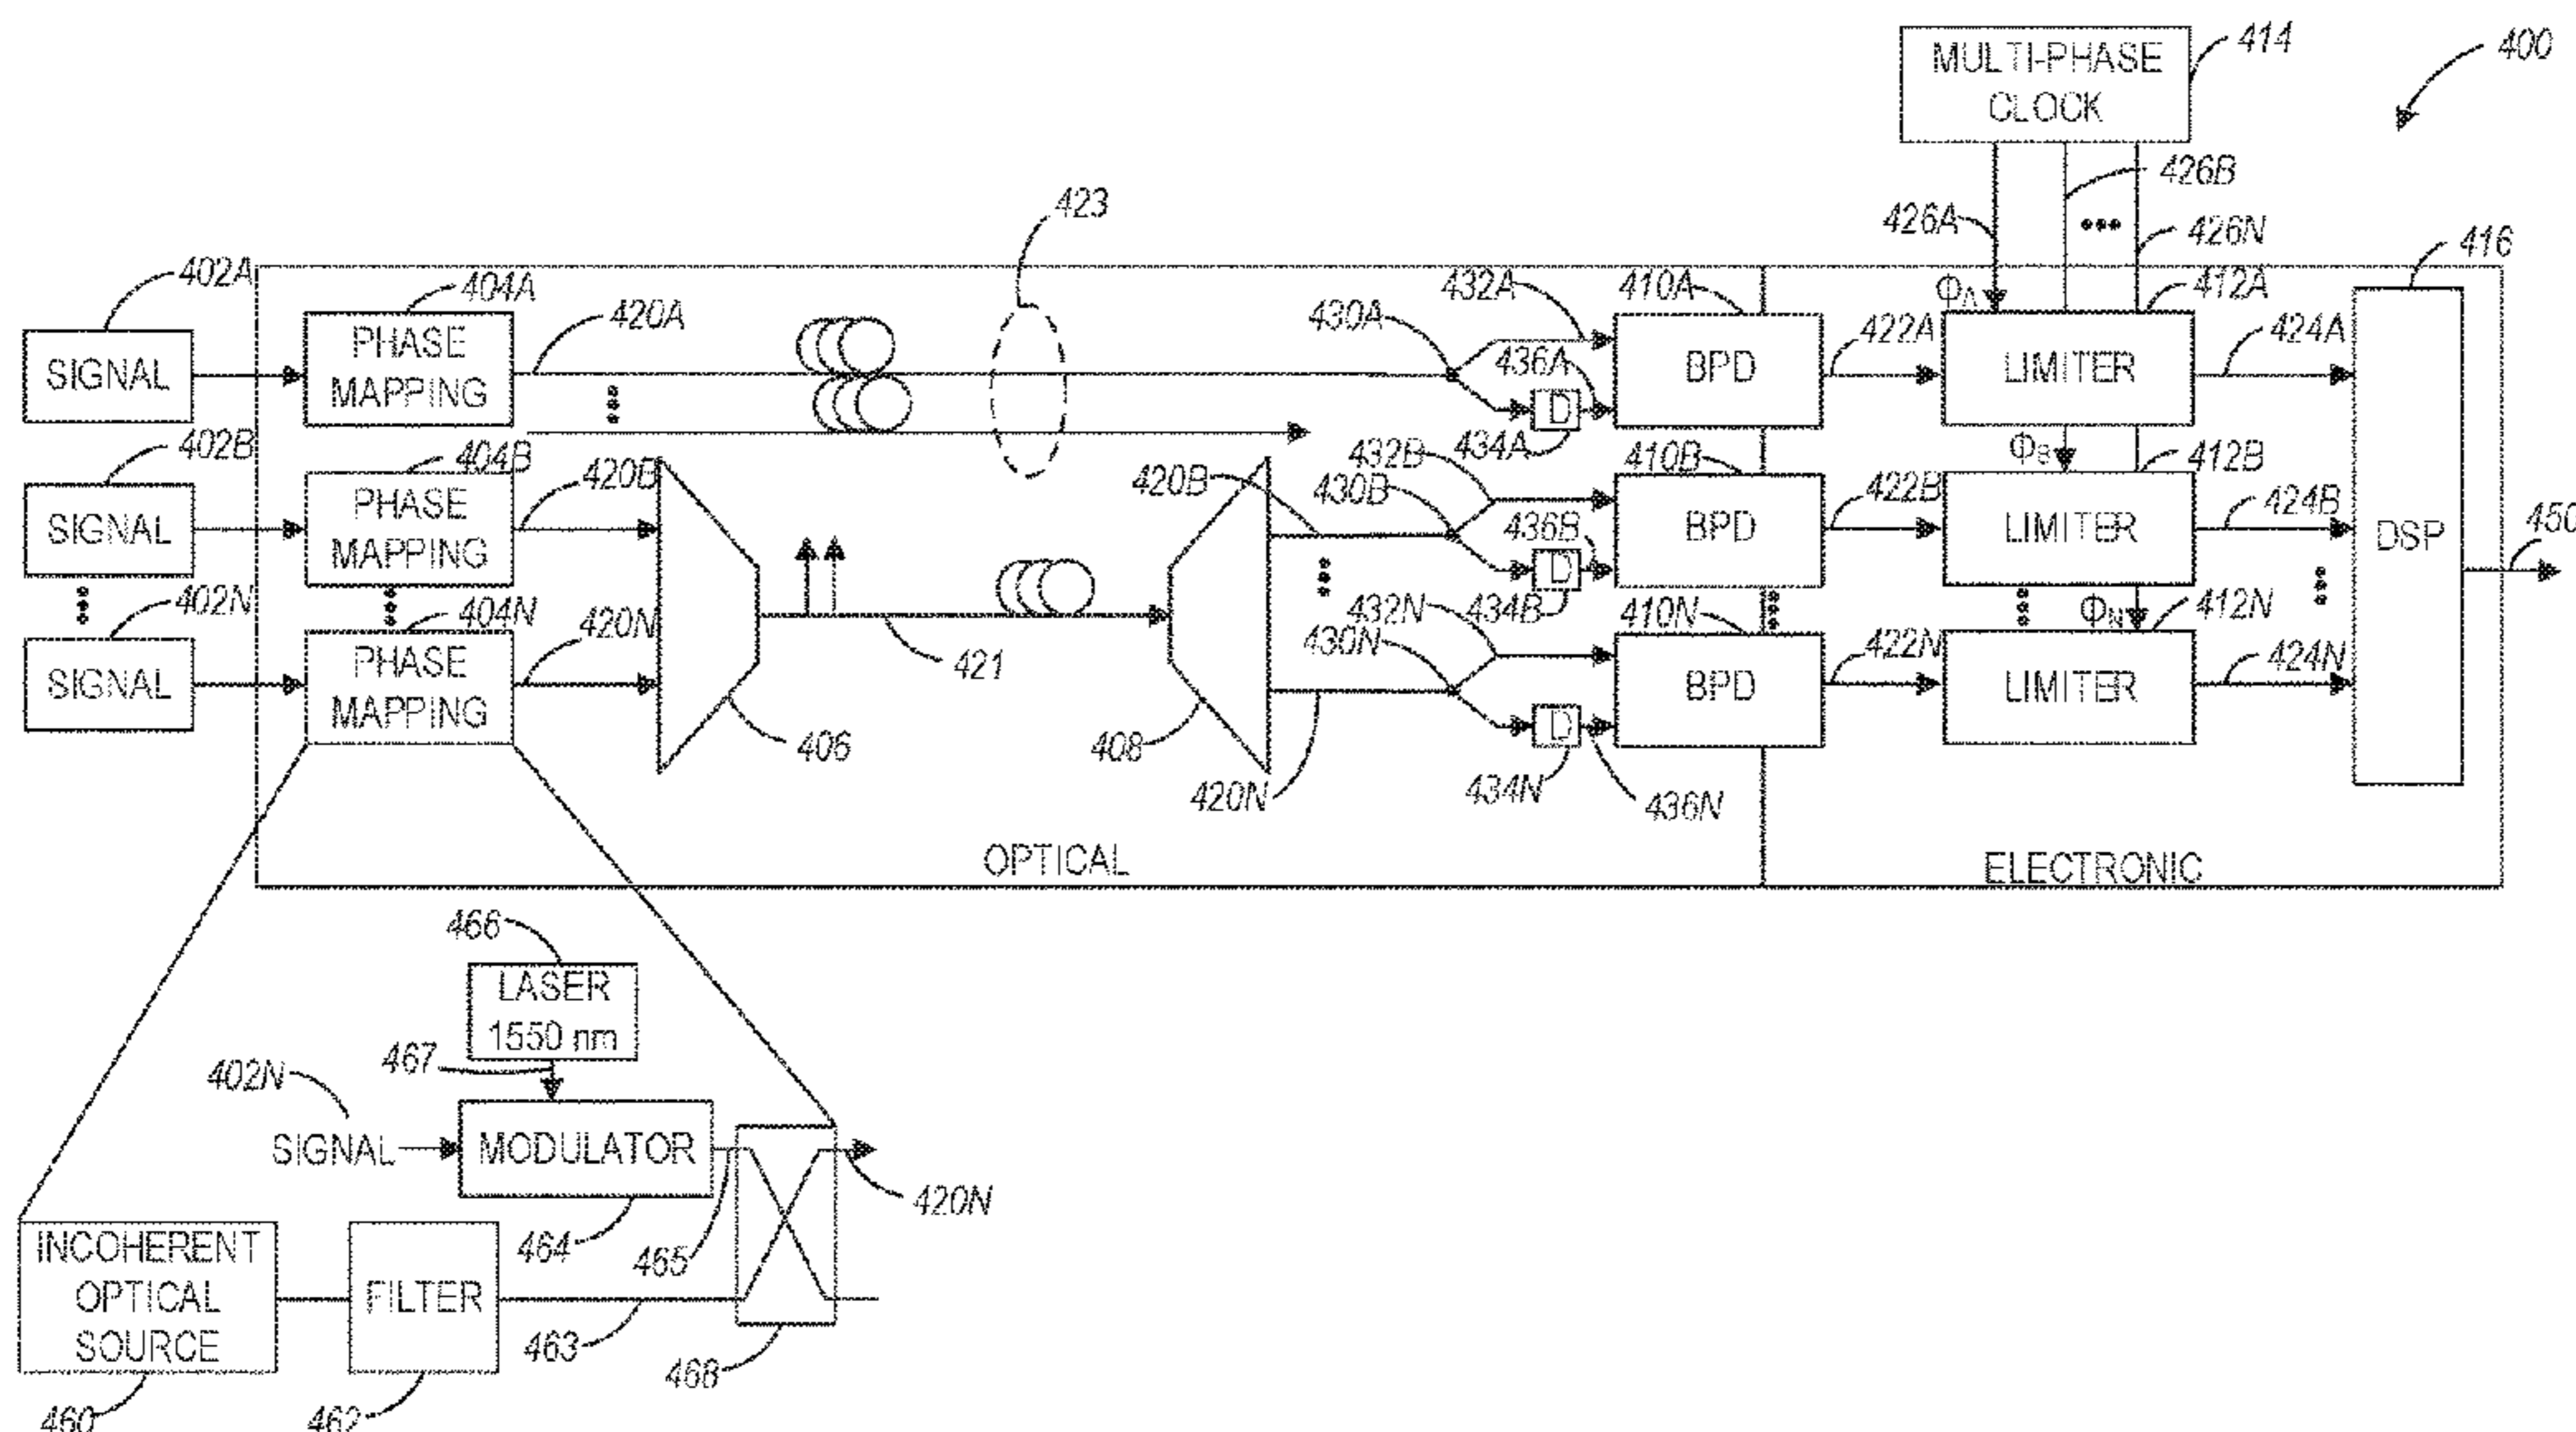 MULTI-PHASE
CLOCK
414
400
426B
426A
426N
423
402A
404A
420A
430A
432A
410A
ΦA
412A
416
SIGNAL
PHASE
MAPPING
436A
BPD
422A
LIMITER
424A
D
434A
402B
404B
420B
420B
432B
430B
410B
ΦB
412B
SIGNAL
PHASE
MAPPING
436B
BPD
422B
LIMITER
424B
DSP
450
D
434B
402N
404N
420N
432N
430N
410N
ΦN
412N
SIGNAL
PHASE
MAPPING
421
BPD
422N
LIMITER
424N
D
406
408
420N
434N
436N
OPTICAL
ELECTRONIC
466
LASER
1550 nm
467
402N
SIGNAL
MODULATOR
420N
464
465
INCOHERENT
OPTICAL
SOURCE
FILTER
463
468
460
462